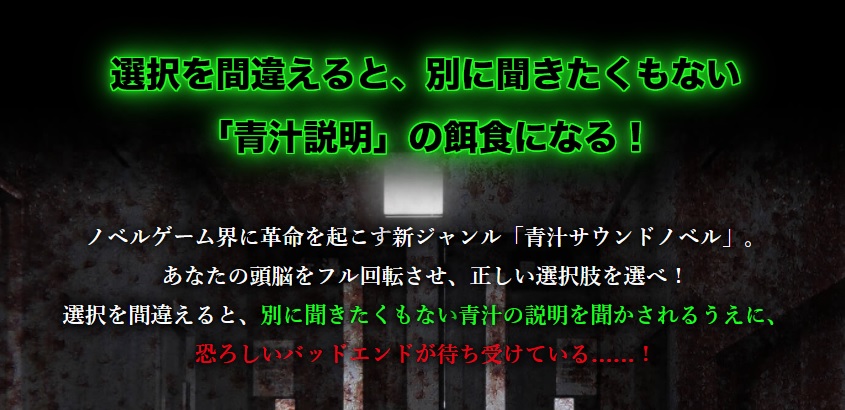 選択を間違えると、別に聞きたくもない
「青汁説明」の餌食になる！
ノベルゲーム界に革命を起こす新ジャンル「青汁サウンドノベル」。
あなたの頭脳をフル回転させ、正しい選択肢を選べ！
選択を間違えると、別に聞きたくもない青汁の説明を聞かされるうえに、
恐ろしいバッドエンドが待ち受けている……！